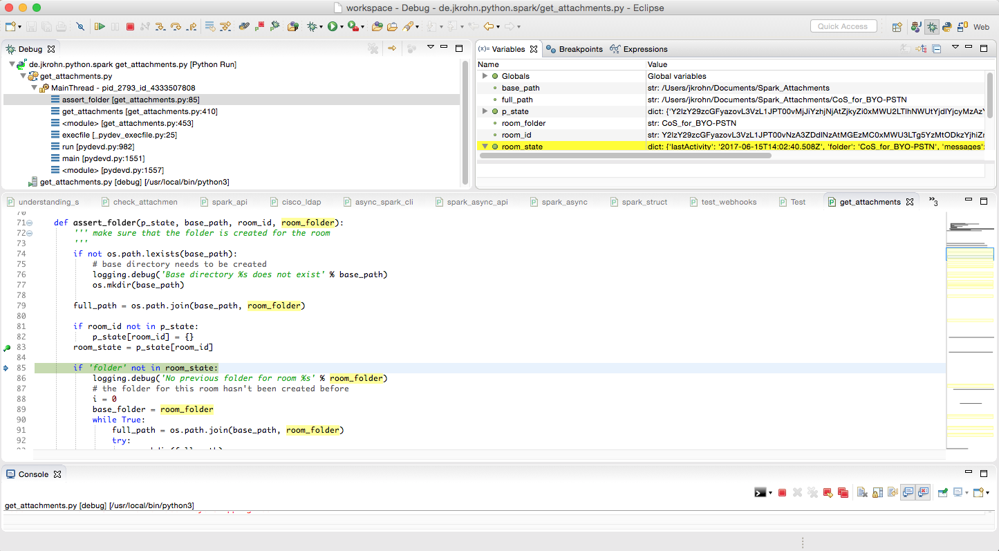 workspace - Debug - de.jkrohn.python.spark/get_attachments.py - Eclipse
Quick Access
Web
Debug
de.jkrohn.python.spark get_attachments.py [Python Run]
get_attachments.py
MainThread - pid_2793_id_4333507808
assert_folder [get_attachments.py:85]
get_attachments [get_attachments.py:410]
<module> [get_attachments.py:453]
execfile [_pydev_execfile.py:25]
run [pydevd.py:982]
main [pydevd.py:1551]
<module> [pydevd.py:1557]
get_attachments.py [debug] [/usr/local/bin/python3]
(x)= Variables
Breakpoints
Expressions
Name Value
Globals Global variables
base_path str: /Users/jkrohn/Documents/Spark_Attachments
full_path str: /Users/jkrohn/Documents/Spark_Attachments/CoS_for_BYO-PSTN
p_state dict:
room_folder str: CoS_for_BYO-PSTN
room_id str:
room_state dict: {'lastActivity': '2017-06-15T14:02:40.508Z', 'folder': 'CoS_for_BYO-PSTN', 'messages':
understanding_s check_attachmen spark_api cisco_ldap async_spark_cli spark_async_api spark_async spark_struct test_webhooks Test get_attachments »3
70
71 def assert_folder(p_state, base_path, room_id, room_folder):
72 ''' make sure that the folder is created for the room
73 '''
74 if not os.path.lexists(base_path):
75 # base directory needs to be created
76 logging.debug('Base directory %s does not exist' % base_path)
77 os.mkdir(base_path)
78
79 full_path = os.path.join(base_path, room_folder)
80
81 if room_id not in p_state:
82 p_state[room_id] = {}
83 room_state = p_state[room_id]
84
85 if 'folder' not in room_state:
86 logging.debug('No previous folder for room %s' % room_folder)
87 # the folder for this room hasn't been created before
88 i = 0
89 base_folder = room_folder
90 while True:
91 full_path = os.path.join(base_path, room_folder)
92 try:
Console
get_attachments.py [debug] [/usr/local/bin/python3]